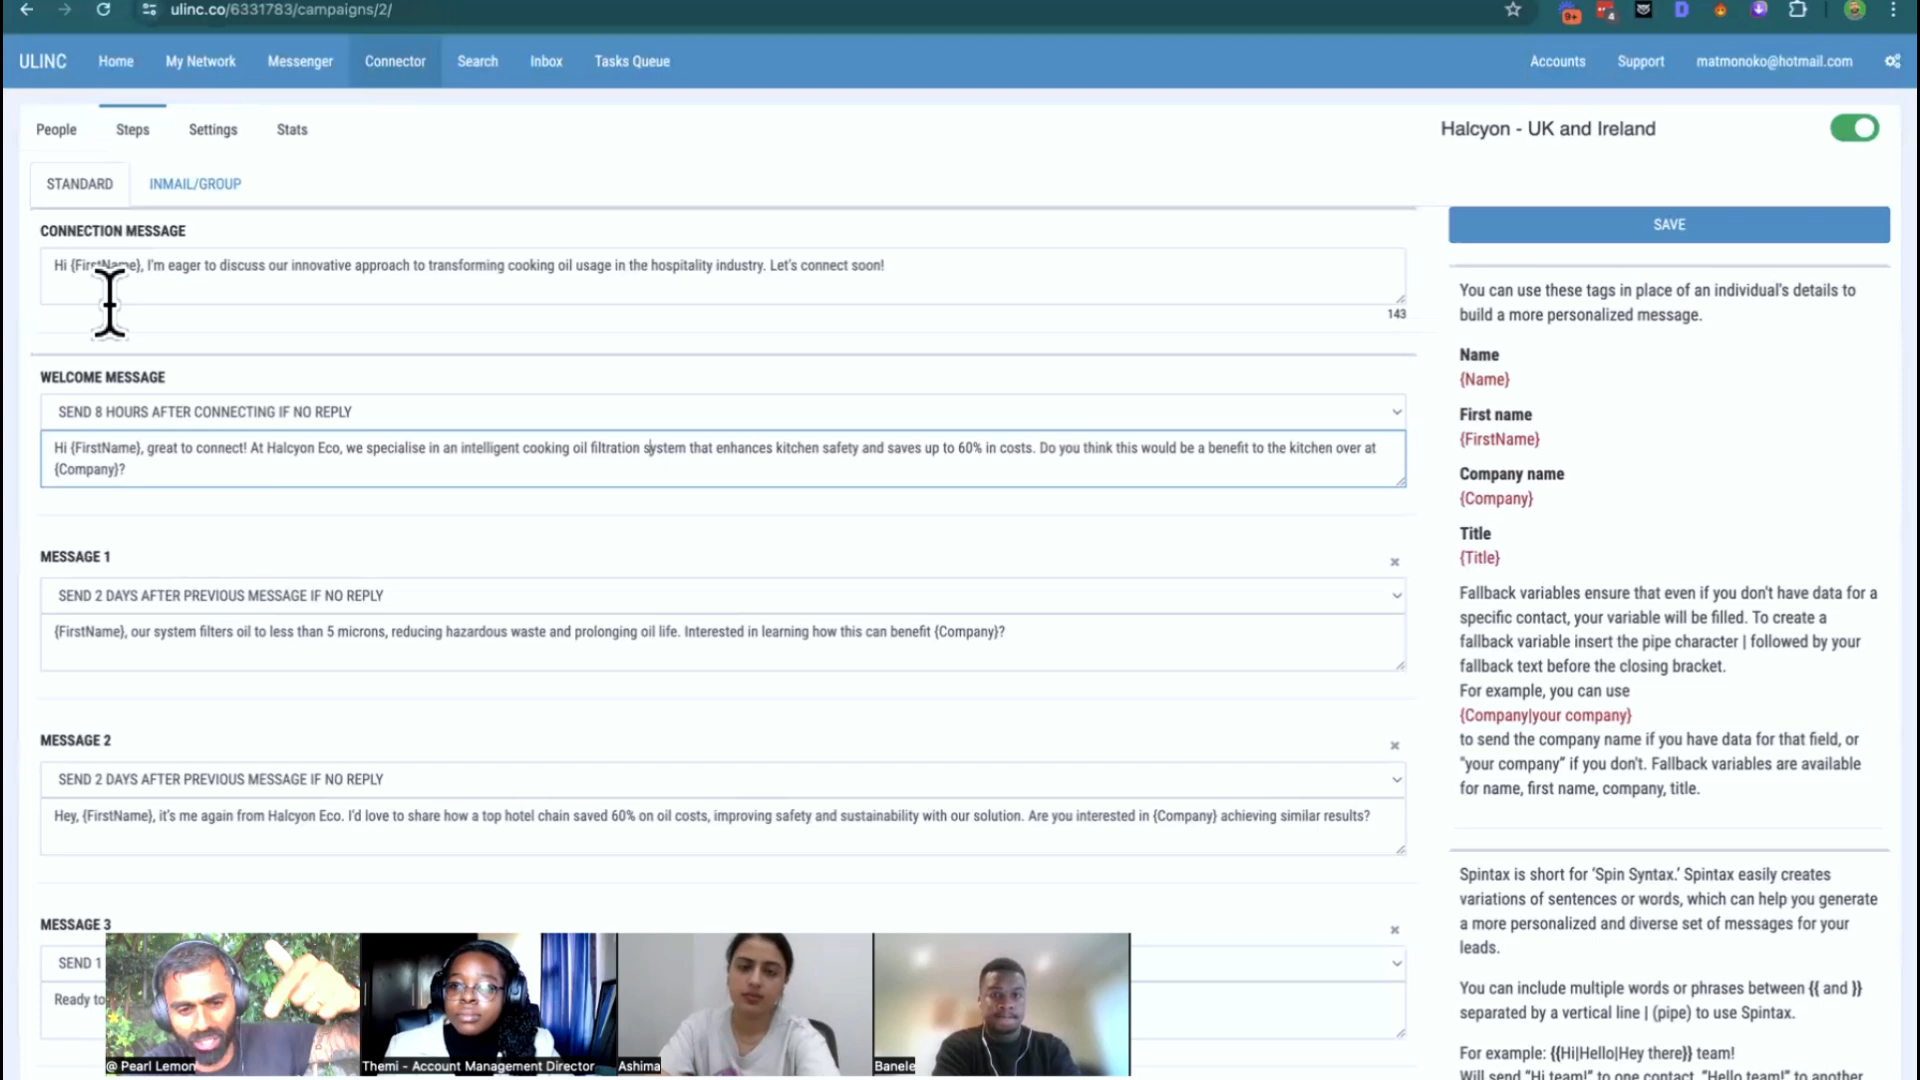 ulinc.co/6331783/campaigns/2/
9+
4
D
ULINC
Home
My Network
Messenger
Connector
Search
Inbox
Tasks Queue
Accounts
Support
matmonoko@hotmail.com
People
Steps
Settings
Stats
Halcyon - UK and Ireland
STANDARD
INMAIL/GROUP
SAVE
CONNECTION MESSAGE
Hi {FirstName}, I'm eager to discuss our innovative approach to transforming cooking oil usage in the hospitality industry. Let's connect soon!
143
WELCOME MESSAGE
SEND 8 HOURS AFTER CONNECTING IF NO REPLY
Hi {FirstName}, great to connect! At Halcyon Eco, we specialise in an intelligent cooking oil filtration system that enhances kitchen safety and saves up to 60% in costs. Do you think this would be a benefit to the kitchen over at
{Company}?
MESSAGE 1
SEND 2 DAYS AFTER PREVIOUS MESSAGE IF NO REPLY
{FirstName}, our system filters oil to less than 5 microns, reducing hazardous waste and prolonging oil life. Interested in learning how this can benefit {Company}?
MESSAGE 2
SEND 2 DAYS AFTER PREVIOUS MESSAGE IF NO REPLY
Hey, {FirstName}, it's me again from Halcyon Eco. I'd love to share how a top hotel chain saved 60% on oil costs, improving safety and sustainability with our solution. Are you interested in {Company} achieving similar results?
MESSAGE 3
SEND 1
Ready to
You can use these tags in place of an individual's details to
build a more personalized message.
Name
{Name}
First name
{FirstName}
Company name
{Company}
Title
{Title}
Fallback variables ensure that even if you don't have data for a
specific contact, your variable will be filled. To create a
fallback variable insert the pipe character | followed by your
fallback text before the closing bracket.
For example, you can use
{Company|your company}
to send the company name if you have data for that field, or
"your company" if you don't. Fallback variables are available
for name, first name, company, title.
Spintax is short for 'Spin Syntax.' Spintax easily creates
variations of sentences or words, which can help you generate
a more personalized and diverse set of messages for your
leads.
You can include multiple words or phrases between {{ and }}
separated by a vertical line | (pipe) to use Spintax.
For example: {{Hi|Hello|Hey there}} team!
Will send "Hi team!" to one contact, "Hello team!" to another
@ Pearl Lemon
Themi - Account Management Director
Ashima
Banele